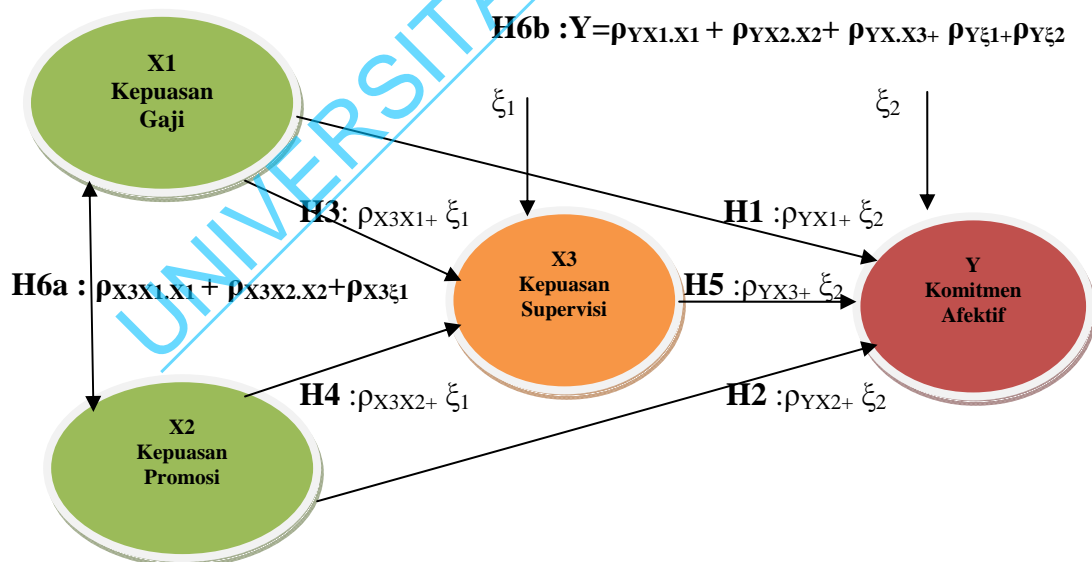 H6b :Y=ρYX1.X1 + ρYX2.X2+ ρYX.X3+ ρYξ1+ρYξ2
X1
Kepuasan
Gaji
ξ1
ξ2
H3: ρX3X1+ ξ1
H1 :ρYX1+ ξ2
X3
Kepuasan
Supervisi
Y
Komitmen
Afektif
H6a : ρX3X1.X1 + ρX3X2.X2+ρX3ξ1
H5 :ρYX3+ ξ2
H4 :ρX3X2+ ξ1
H2 :ρYX2+ ξ2
X2
Kepuasan
Promosi
UNIVERSITA